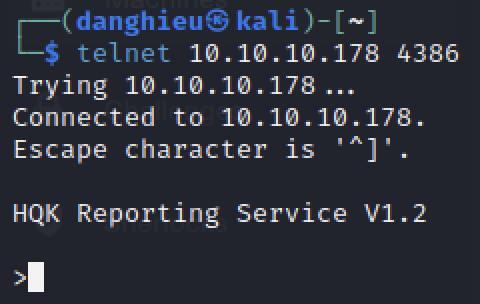 Machines
┌──(danghieu㉿kali)-[~]
└─$ telnet 10.10.10.178 4386
Trying 10.10.10.178...
Connected to 10.10.10.178.
Escape character is '^]'.
HQK Reporting Service V1.2
>